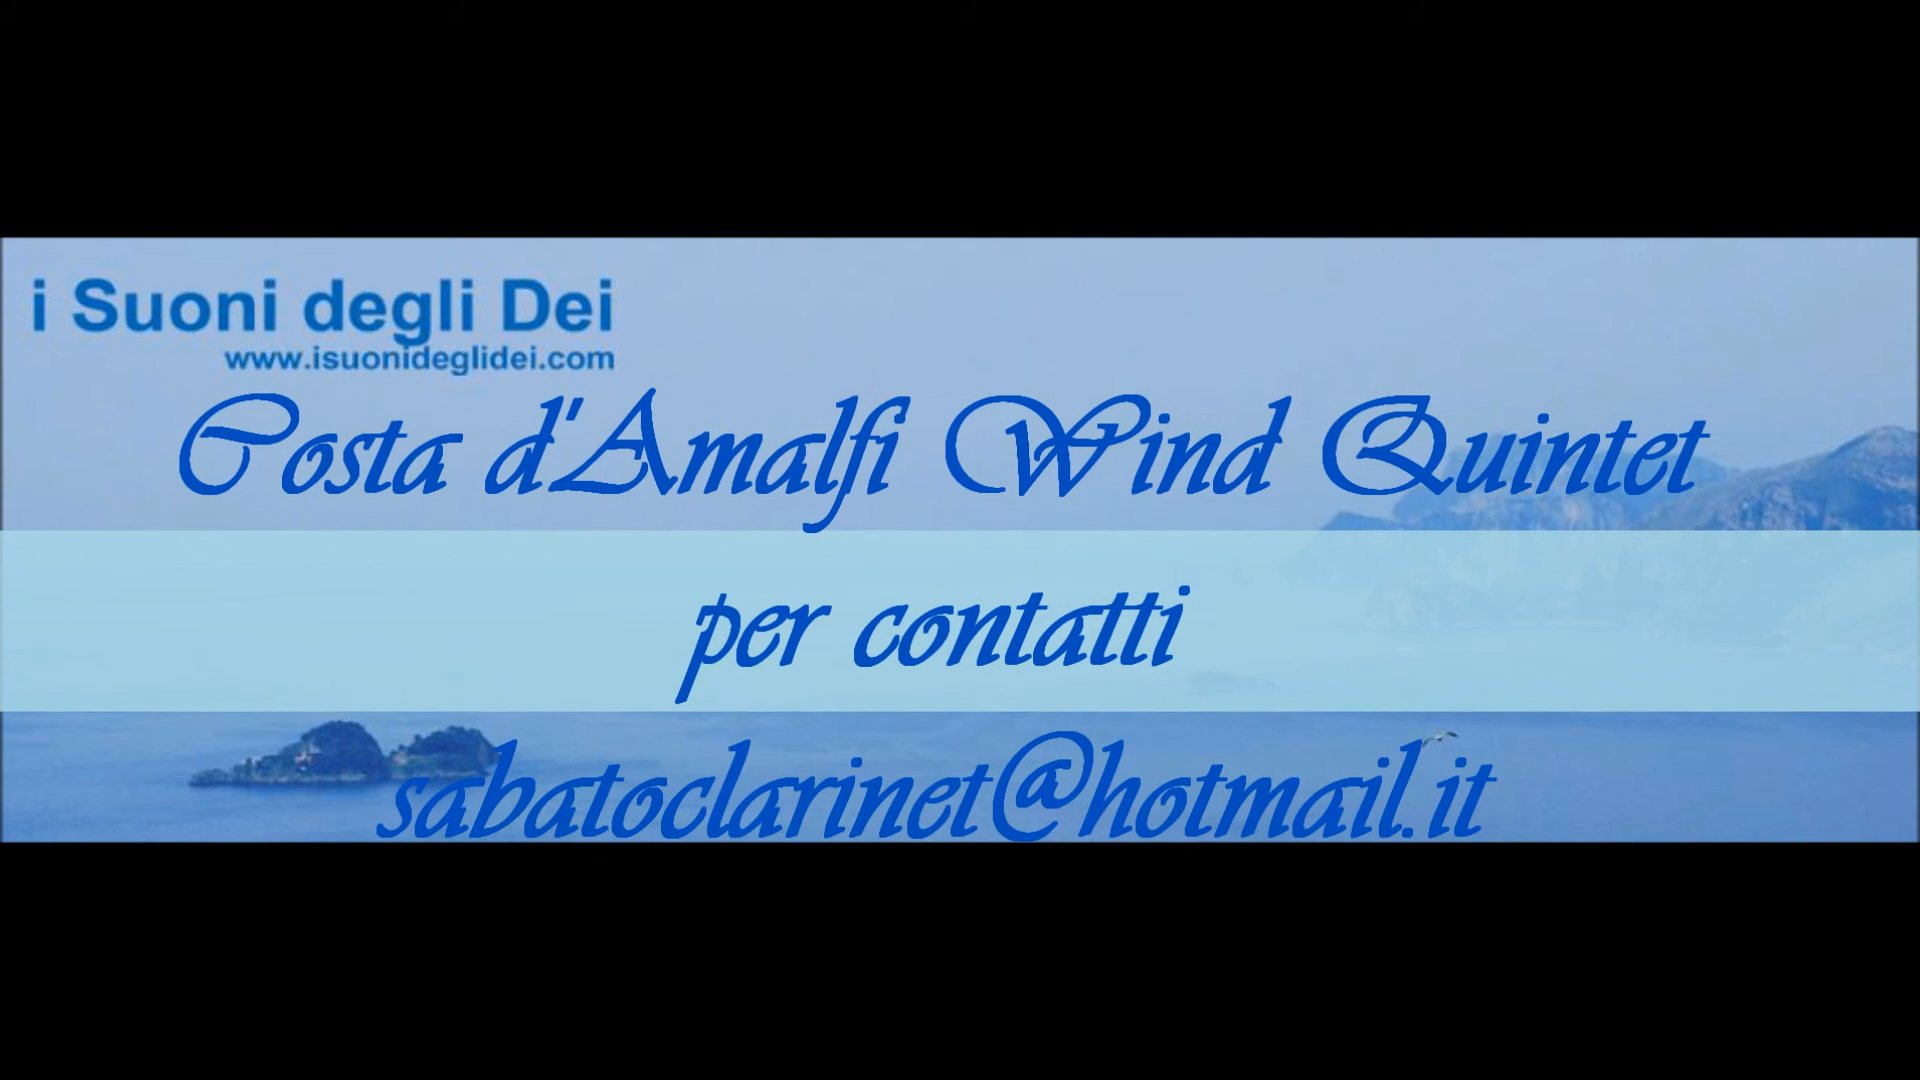 i Suoni degli Dei
www.isuonideglidei.com
Costa d'Amalfi Wind Quintet
per contatti
sabatoclarinet@hotmail.it